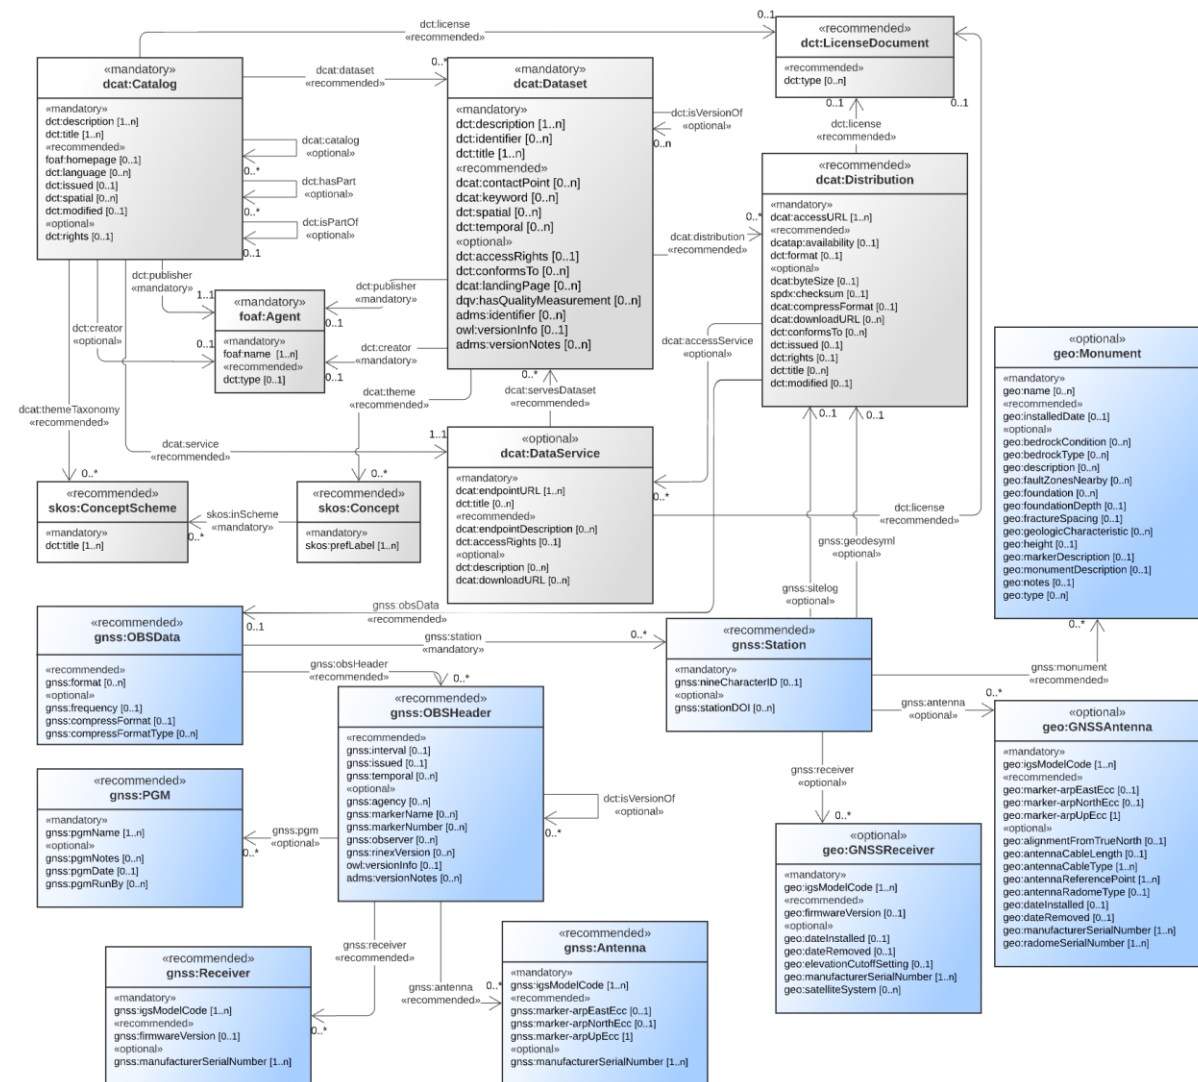 dct:license
«recommended»
0..1
«recommended»
dct:LicenseDocument
«recommended»
dct:type [0..n]
0..1
0..1
dct:license
«recommended»
«mandatory»
dcat:Catalog
«mandatory»
dct:description [1..n]
dct:title [1..n]
«recommended»
foaf:homepage [0..1]
dct:language [0..n]
dct:issued [0..1]
dct:spatial [0..n]
dct:modified [0..1]
«optional»
dct:rights [0..1]
dcat:dataset
«recommended»
0..*
dcat:catalog
«optional»
0..*
dct:hasPart
«optional»
0..*
dct:isPartOf
«optional»
0..1
«mandatory»
dcat:Dataset
«mandatory»
dct:description [1..n]
dct:identifier [0..n]
dct:title [1..n]
«recommended»
dcat:contactPoint [0..n]
dcat:keyword [0..n]
dct:spatial [0..n]
dct:temporal [0..n]
«optional»
dct:accessRights [0..1]
dct:conformsTo [0..n]
dcat:landingPage [0..n]
dqv:hasQualityMeasurement [0..n]
adms:identifier [0..n]
owl:versionInfo [0..1]
adms:versionNotes [0..n]
dct:isVersionOf
«optional»
0..n
dcat:distribution
«recommended»
0..*
«recommended»
dcat:Distribution
«mandatory»
dcat:accessURL [1..n]
«recommended»
dcatap:availability [0..1]
dct:format [0..1]
«optional»
dcat:byteSize [0..1]
spdx:checksum [0..1]
dcat:compressFormat [0..1]
dcat:downloadURL [0..n]
dct:conformsTo [0..n]
dct:issued [0..1]
dct:rights [0..1]
dct:title [0..n]
dct:modified [0..1]
0..1
0..1
dct:publisher
«mandatory»
1..1
dct:publisher
«mandatory»
0..1
«mandatory»
foaf:Agent
«mandatory»
foaf:name [1..n]
«recommended»
dct:type [0..1]
dct:creator
«optional»
0..1
dct:creator
«mandatory»
0..1
dcat:accessService
«optional»
0..*
dcat:theme
«recommended»
0..*
0..*
dcat:servesDataset
«recommended»
dcat:themeTaxonomy
«recommended»
0..*
dcat:service
«recommended»
1..1
«optional»
dcat:DataService
«mandatory»
dcat:endpointURL [1..n]
dct:title [0..n]
«recommended»
dcat:endpointDescription [0..n]
dct:accessRights [0..1]
«optional»
dct:description [0..n]
dcat:downloadURL [0..n]
dct:license
«recommended»
«recommended»
skos:ConceptScheme
«mandatory»
dct:title [1..n]
skos:inScheme
«mandatory»
0..*
«recommended»
skos:Concept
«mandatory»
skos:prefLabel [1..n]
gnss:geodesyml
«optional»
gnss:sitelog
«optional»
«optional»
geo:Monument
«mandatory»
geo:name [0..n]
«recommended»
geo:installedDate [0..1]
«optional»
geo:bedrockCondition [0..n]
geo:bedrockType [0..n]
geo:description [0..n]
geo:faultZonesNearby [0..n]
geo:foundation [0..n]
geo:foundationDepth [0..1]
geo:fractureSpacing [0..1]
geo:geologicCharacteristic [0..n]
geo:height [0..1]
geo:markerDescription [0..1]
geo:monumentDescription [0..1]
geo:notes [0..1]
geo:type [0..n]
0..*
gnss:monument
«recommended»
«recommended»
gnss:OBSData
«recommended»
gnss:format [0..n]
«optional»
gnss:frequency [0..1]
gnss:compressFormat [0..1]
gnss:compressFormatType [0..n]
gnss:obsData
«recommended»
0..1
gnss:station
«mandatory»
0..*
gnss:obsHeader
«recommended»
0..*
«recommended»
gnss:Station
«mandatory»
gnss:nineCharacterID [0..1]
«optional»
gnss:stationDOI [0..n]
gnss:antenna
«optional»
0..*
gnss:receiver
«optional»
0..*
«recommended»
gnss:OBSHeader
«recommended»
gnss:interval [0..1]
gnss:issued [0..1]
gnss:temporal [0..n]
«optional»
gnss:agency [0..n]
gnss:markerName [0..n]
gnss:markerNumber [0..n]
gnss:observer [0..n]
gnss:rinexVersion [0..n]
owl:versionInfo [0..1]
adms:versionNotes [0..n]
dct:isVersionOf
«optional»
0..*
«recommended»
gnss:PGM
«mandatory»
gnss:pgmName [1..n]
«optional»
gnss:pgmNotes [0..n]
gnss:pgmDate [0..1]
gnss:pgmRunBy [0..n]
gnss:pgm
«optional»
0..*
«optional»
geo:GNSSAntenna
«mandatory»
geo:igsModelCode [1..n]
«recommended»
geo:marker-arpEastEcc [0..1]
geo:marker-arpNorthEcc [0..1]
geo:marker-arpUpEcc [1]
«optional»
geo:alignmentFromTrueNorth [0..1]
geo:antennaCableLength [0..1]
geo:antennaCableType [1..n]
geo:antennaReferencePoint [1..n]
geo:antennaRadomeType [0..1]
geo:dateInstalled [0..1]
geo:dateRemoved [0..1]
geo:manufacturerSerialNumber [1..n]
geo:radomeSerialNumber [1..n]
«optional»
geo:GNSSReceiver
«mandatory»
geo:igsModelCode [1..n]
«recommended»
geo:firmwareVersion [0..1]
«optional»
geo:dateInstalled [0..1]
geo:dateRemoved [0..1]
geo:elevationCutoffSetting [0..1]
geo:manufacturerSerialNumber [1..n]
geo:satelliteSystem [0..n]
gnss:receiver
«recommended»
0..*
gnss:antenna
«recommended»
0..*
«recommended»
gnss:Receiver
«mandatory»
gnss:igsModelCode [1..n]
«recommended»
gnss:firmwareVersion [0..1]
«optional»
gnss:manufacturerSerialNumber [1..n]
«recommended»
gnss:Antenna
«mandatory»
gnss:igsModelCode [1..n]
«recommended»
gnss:marker-arpEastEcc [0..1]
gnss:marker-arpNorthEcc [0..1]
gnss:marker-arpUpEcc [1]
«optional»
gnss:manufacturerSerialNumber [1..n]